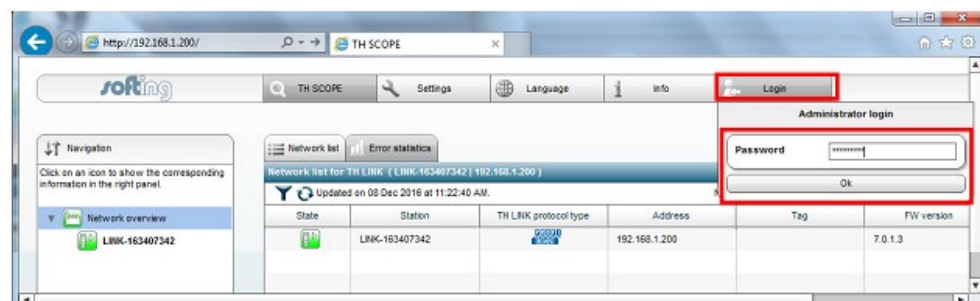 http://192.168.1.200/
TH SCOPE
softing
TH SCOPE
Settings
Language
Info
Login
Administrator login
Password
*********
Ok
Navigation
Click on an icon to show the corresponding
information in the right panel.
Network overview
LINK-163407342
Network list
Error statistics
Network list for TH LINK ( LINK-163407342 | 192.168.1.200 )
Updated on 08 Dec 2016 at 11:22:40 AM.
State Station TH LINK protocol type Address Tag FW version
LINK-163407342 192.168.1.200 7.0.1.3